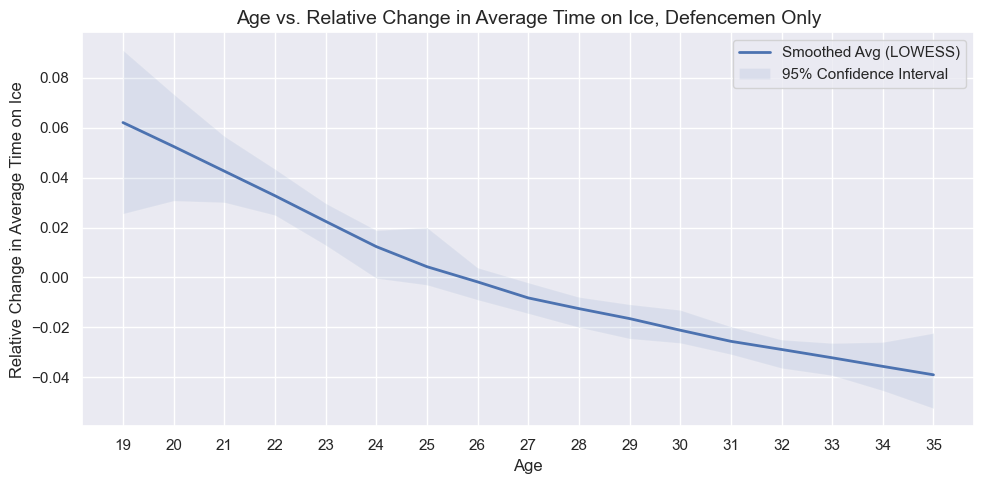 Age vs. Relative Change in Average Time on Ice, Defencemen Only
Smoothed Avg (LOWESS)
95% Confidence Interval
Relative Change in Average Time on Ice
0.08
0.06
0.04
0.02
0.00
−0.02
−0.04
19 20 21 22 23 24 25 26 27 28 29 30 31 32 33 34 35
Age